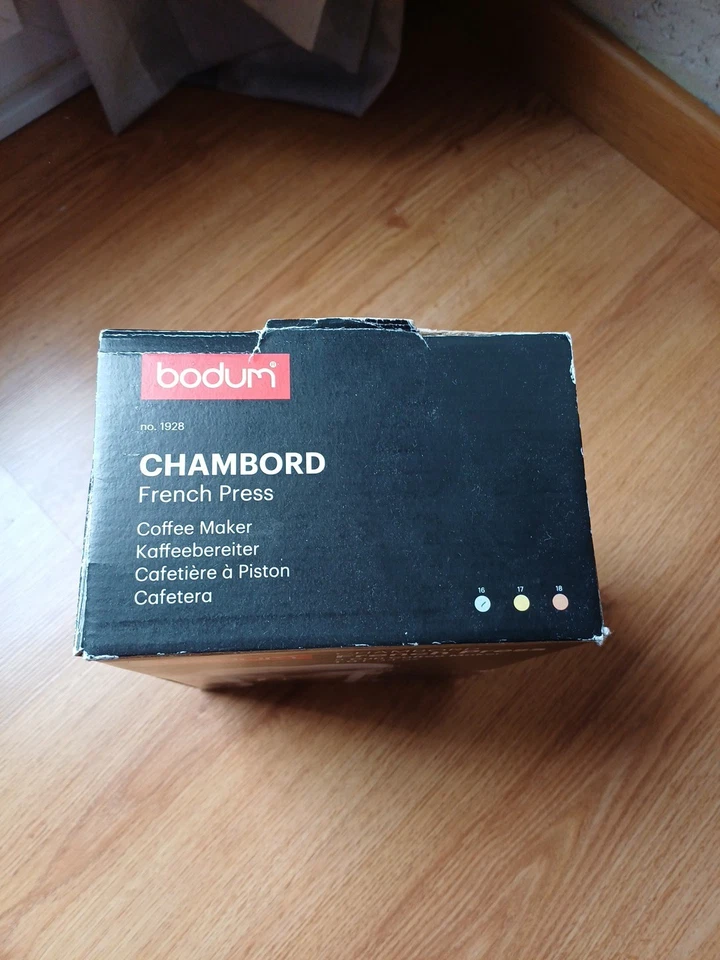 bodum®
no. 1928
CHAMBORD
French Press
Coffee Maker
Kaffeebereiter
Cafetière à Piston
Cafetera
16 17 18